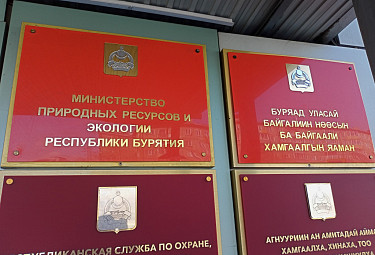 МИНИСТЕРСТВО
ПРИРОДНЫХ РЕСУРСОВ И
ЭКОЛОГИИ
РЕСПУБЛИКИ БУРЯТИЯ
БУРЯАД УЛАСАЙ
БАЙГАЛИИН НӨӨСЫН
БА БАЙГААЛИ
ХАМГААЛГЫН ЯАМАН
СПУБЛИКАНСКАЯ СЛУЖБА ПО ОХРАНЕ,
АГНУУРИИН АН АМИТАДАЙ АЙМА
ХАМГААЛХА, ХИНАХА, ТОО